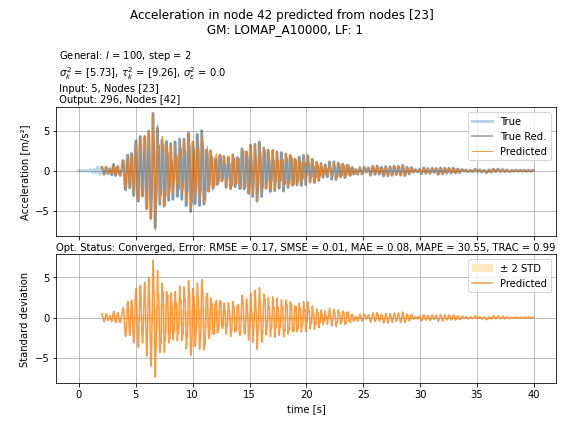 Acceleration in node 42 predicted from nodes [23]
GM: LOMAP_A10000, LF: 1
General: l = 100, step = 2
σ²ₖ = [5.73], τ²ₖ = [9.26], σ²ε = 0.0
Input: 5, Nodes [23]
Output: 296, Nodes [42]
Acceleration [m/s²]
5
0
−5
True
True Red.
Predicted
Opt. Status: Converged, Error: RMSE = 0.17, SMSE = 0.01, MAE = 0.08, MAPE = 30.55, TRAC = 0.99
Standard deviation
5
0
−5
± 2 STD
Predicted
0 5 10 15 20 25 30 35 40
time [s]